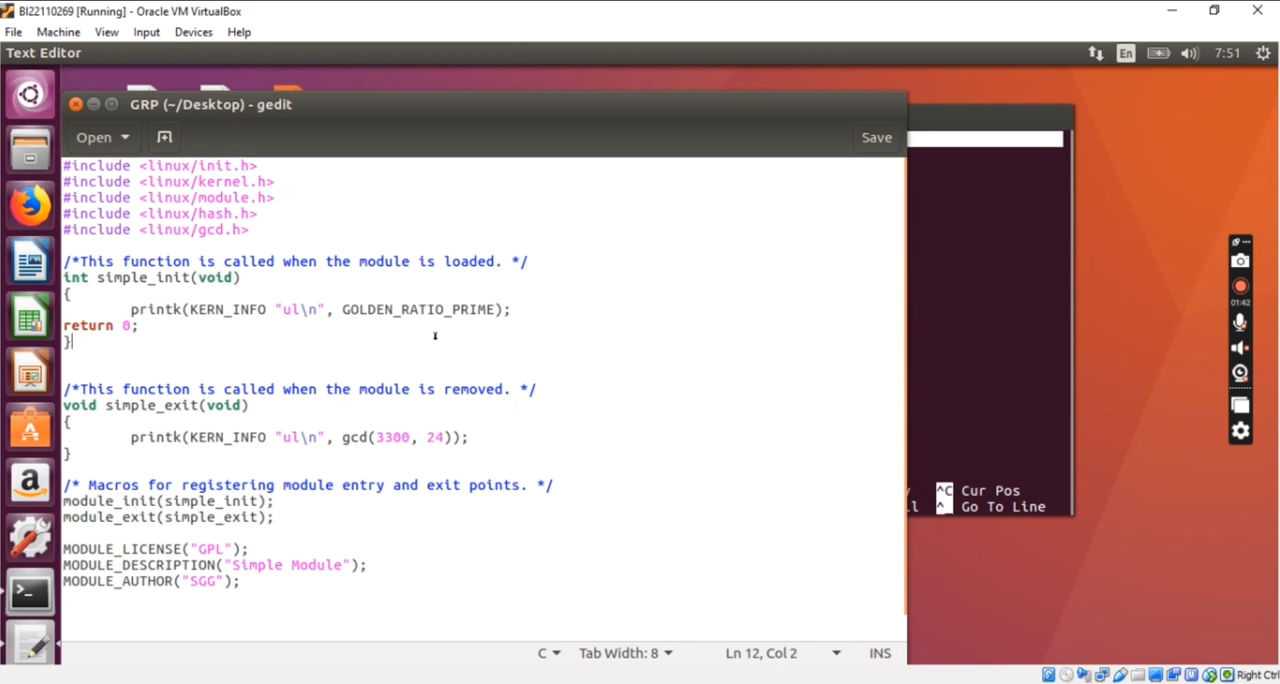 BI22110269 [Running] - Oracle VM VirtualBox
File Machine View Input Devices Help
Text Editor
En
7:51
GRP (~/Desktop) - gedit
Open
Save
#include <linux/init.h>
#include <linux/kernel.h>
#include <linux/module.h>
#include <linux/hash.h>
#include <linux/gcd.h>
/*This function is called when the module is loaded. */
int simple_init(void)
{
printk(KERN_INFO "ul\n", GOLDEN_RATIO_PRIME);
return 0;
}
/*This function is called when the module is removed. */
void simple_exit(void)
{
printk(KERN_INFO "ul\n", gcd(3300, 24));
}
/* Macros for registering module entry and exit points. */
module_init(simple_init);
module_exit(simple_exit);
MODULE_LICENSE("GPL");
MODULE_DESCRIPTION("Simple Module");
MODULE_AUTHOR("SGG");
^C Cur Pos
^ Go To Line
01:42
C
Tab Width: 8
Ln 12, Col 2
INS
Right Ctrl